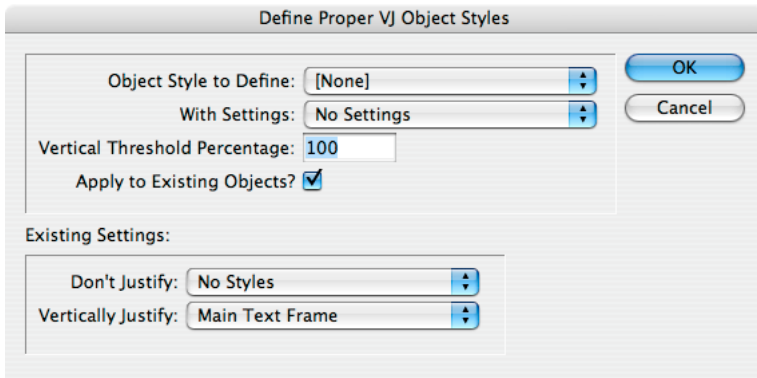 Define Proper VJ Object Styles
Object Style to Define: [None]
OK
With Settings: No Settings
Cancel
Vertical Threshold Percentage: 100
Apply to Existing Objects?
Existing Settings:
Don't Justify: No Styles
Vertically Justify: Main Text Frame